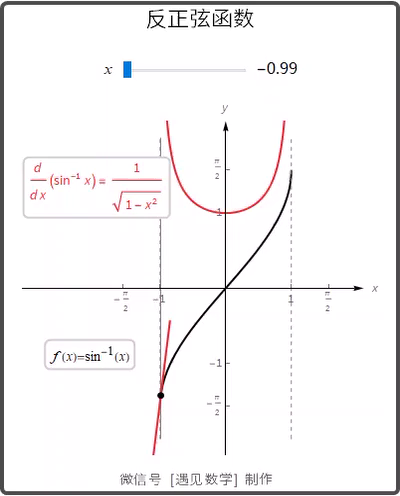 反正弦函数
x −0.99
y
d/dx (sin⁻¹ x) = 1/√(1 − x²)
π/2
1
−π/2 −1 1 π/2 x
f(x)=sin⁻¹(x)
−1
−π/2
微信号 [遇见数学] 制作